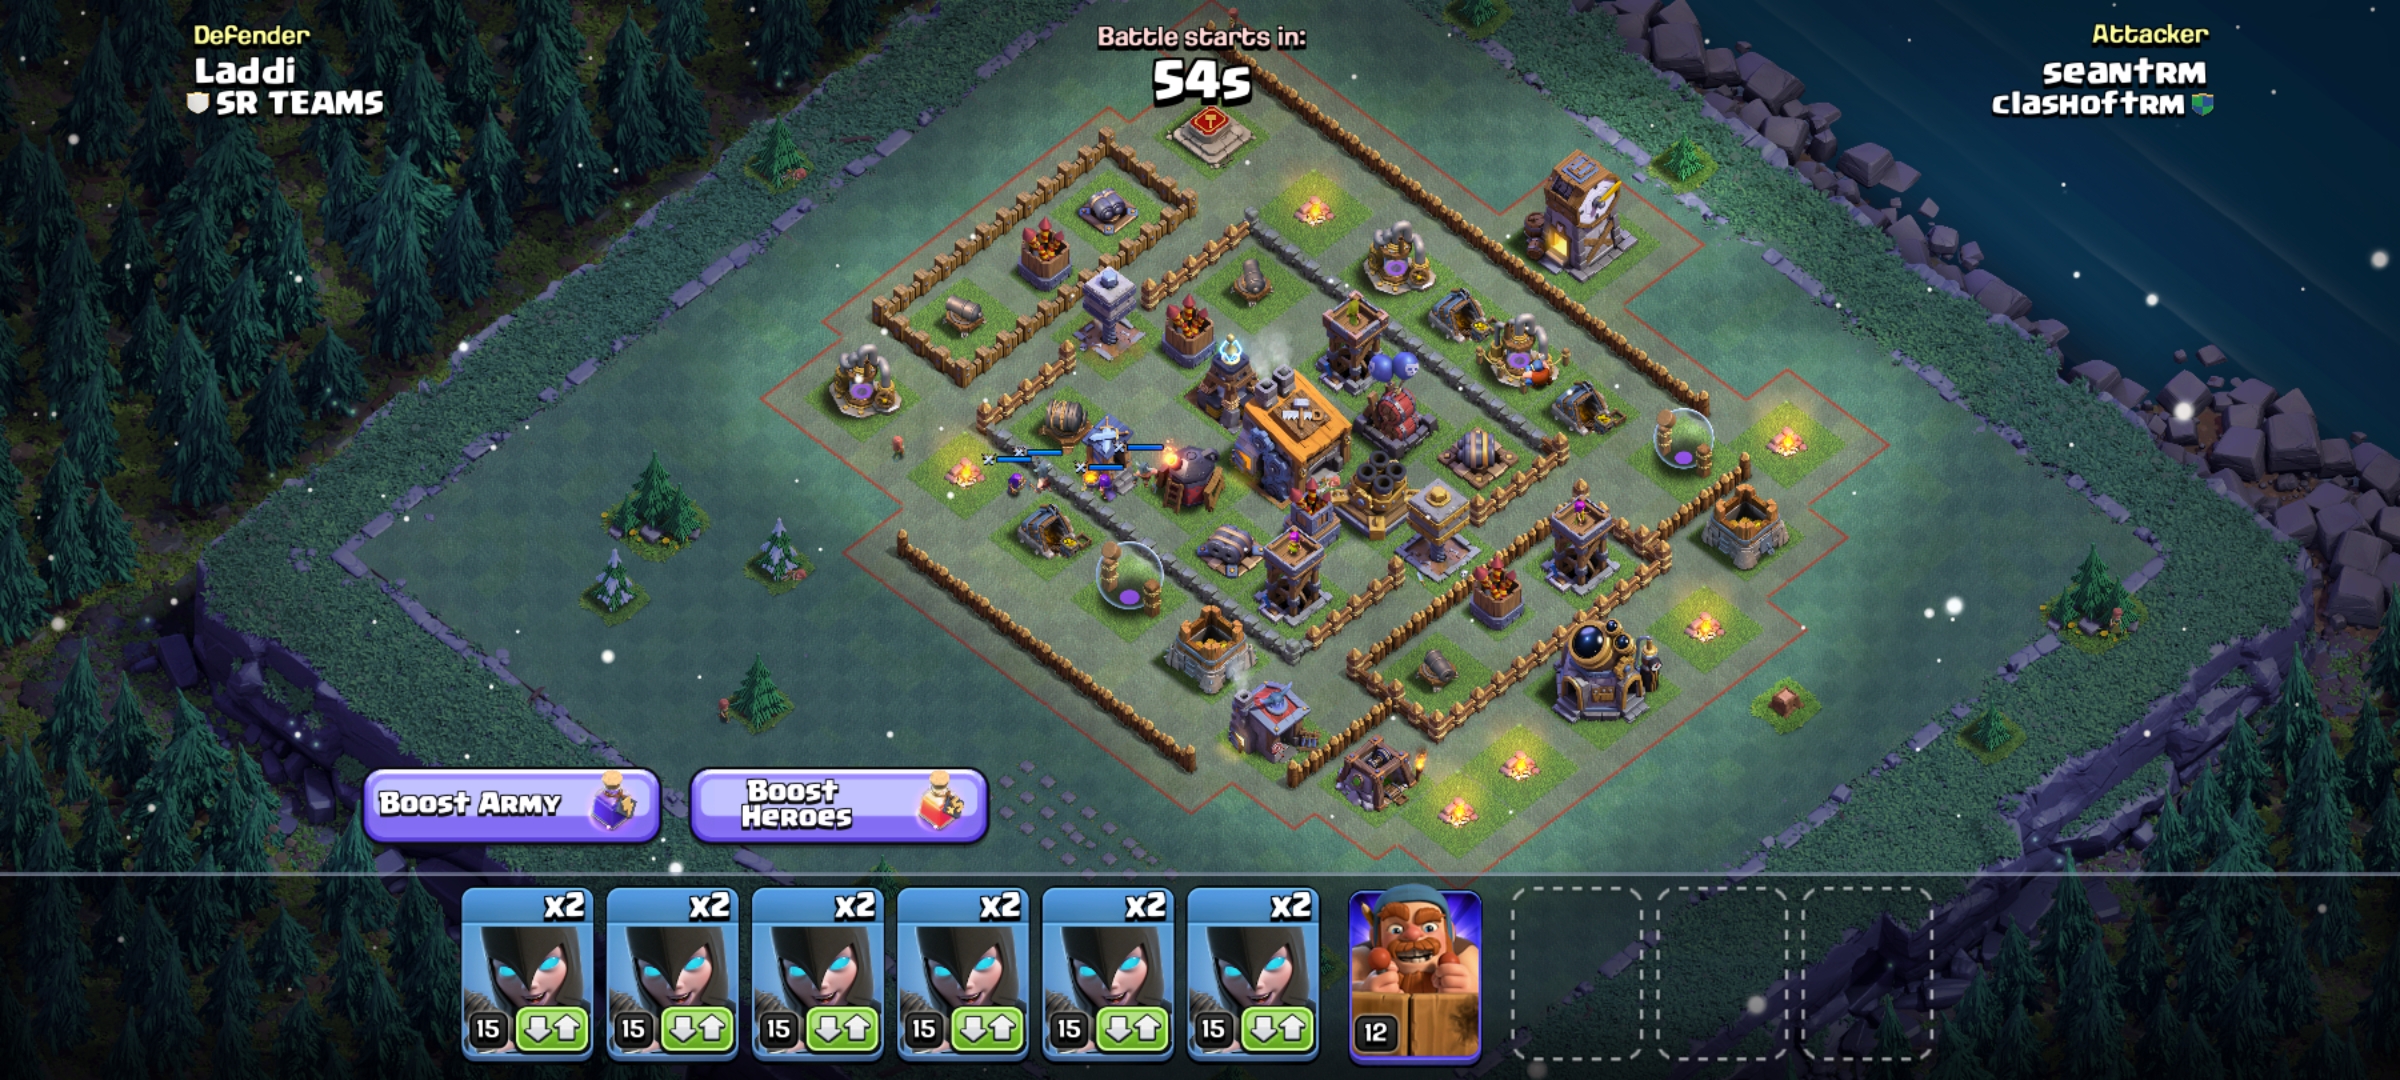 Defender
Laddi
SR TEAMS
Battle starts in:
54s
Attacker
seantRM
clashoftRM
Boost Army
Boost
Heroes
x2
x2
x2
x2
x2
x2
15
15
15
15
15
15
12